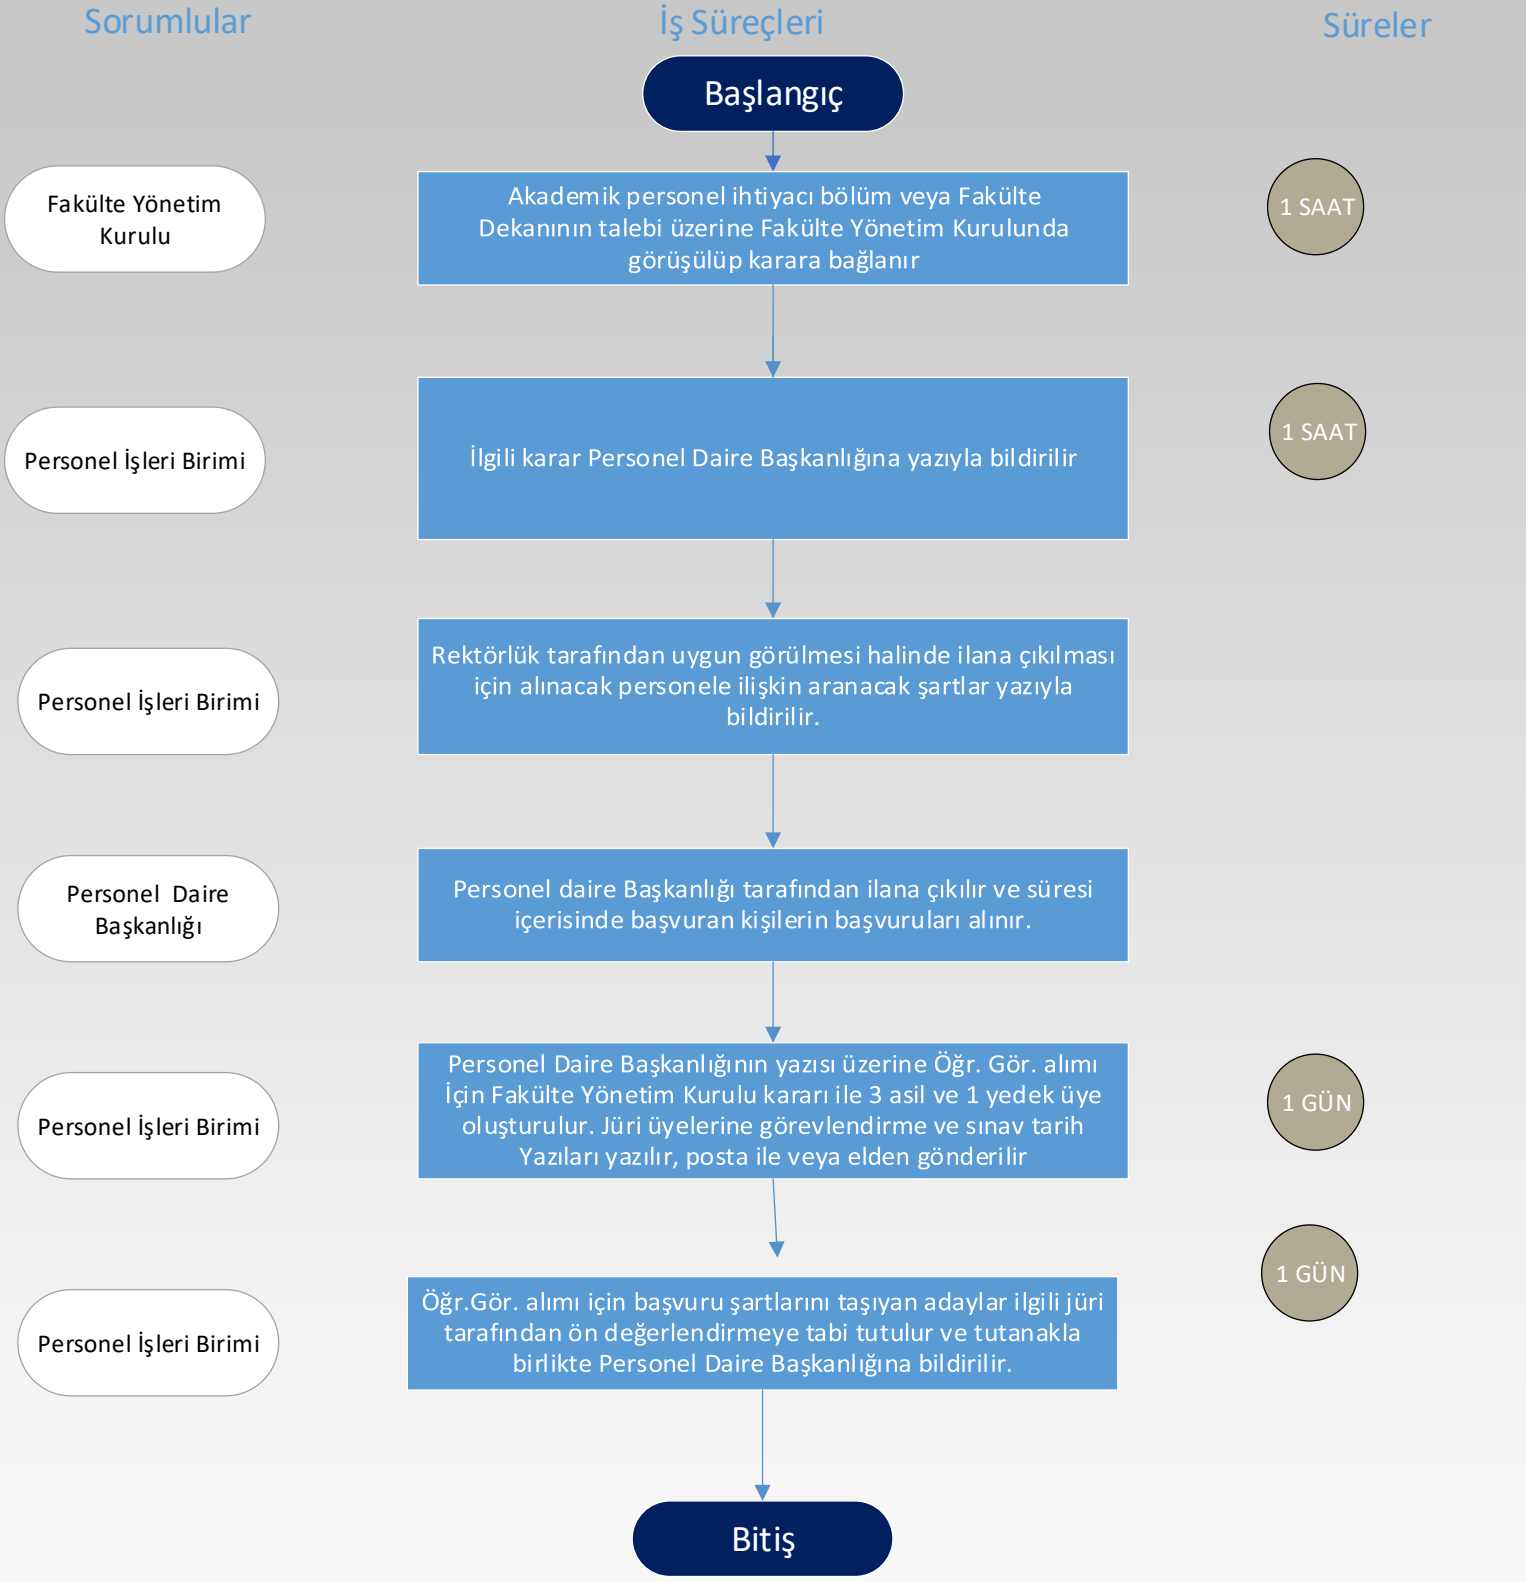 Sorumlular
İş Süreçleri
Süreler
Başlangıç
Fakülte Yönetim
Kurulu
Akademik personel ihtiyacı bölüm veya Fakülte
Dekanının talebi üzerine Fakülte Yönetim Kurulunda
görüşülüp karara bağlanır
1 SAAT
Personel İşleri Birimi
İlgili karar Personel Daire Başkanlığına yazıyla bildirilir
1 SAAT
Personel İşleri Birimi
Rektörlük tarafından uygun görülmesi halinde ilana çıkılması
için alınacak personele ilişkin aranacak şartlar yazıyla
bildirilir.
Personel Daire
Başkanlığı
Personel daire Başkanlığı tarafından ilana çıkılır ve süresi
içerisinde başvuran kişilerin başvuruları alınır.
Personel İşleri Birimi
Personel Daire Başkanlığının yazısı üzerine Öğr. Gör. alımı
İçin Fakülte Yönetim Kurulu kararı ile 3 asil ve 1 yedek üye
oluşturulur. Jüri üyelerine görevlendirme ve sınav tarih
Yazıları yazılır, posta ile veya elden gönderilir
1 GÜN
Personel İşleri Birimi
Öğr.Gör. alımı için başvuru şartlarını taşıyan adaylar ilgili jüri
tarafından ön değerlendirmeye tabi tutulur ve tutanakla
birlikte Personel Daire Başkanlığına bildirilir.
1 GÜN
Bitiş